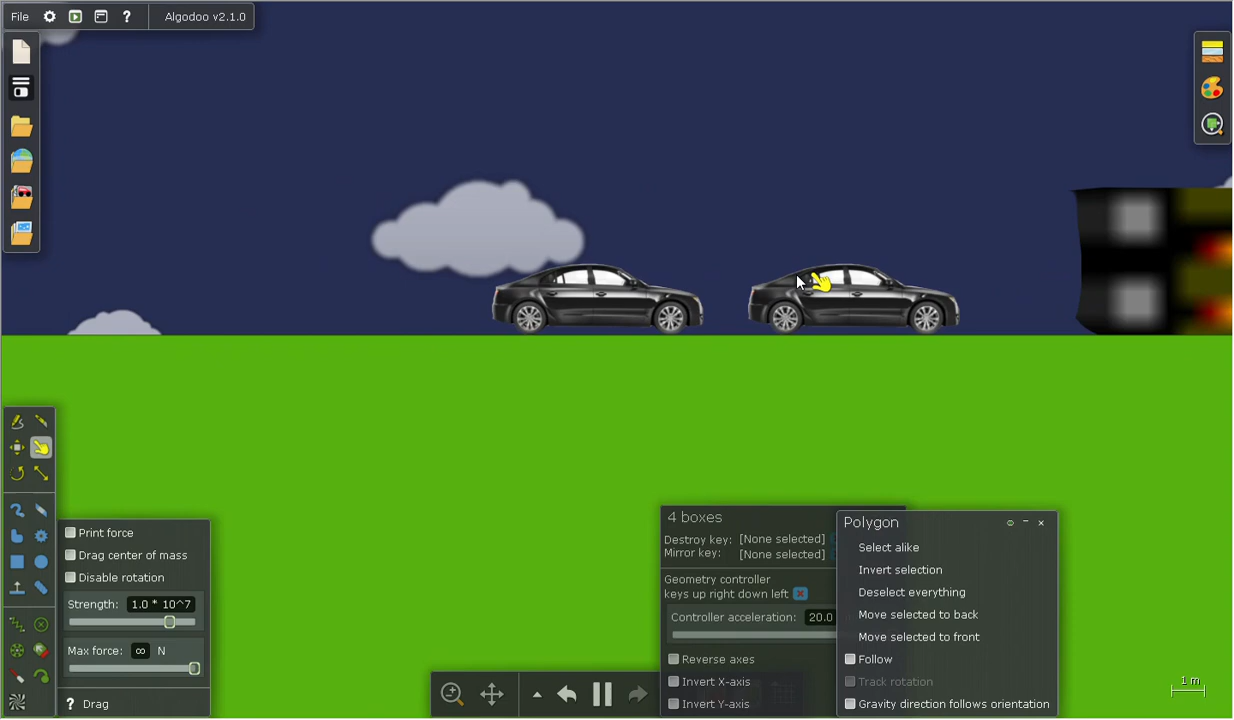 File ? Algodoo v2.1.0
4 boxes
Destroy key: [None selected]
Mirror key: [None selected]
Geometry controller
keys up right down left
Controller acceleration: 20.0
Reverse axes
Invert X-axis
Invert Y-axis
Polygon
Select alike
Invert selection
Deselect everything
Move selected to back
Move selected to front
Follow
Track rotation
Gravity direction follows orientation
Print force
Drag center of mass
Disable rotation
Strength: 1.0 * 10^7
Max force: ∞ N
? Drag
1 m